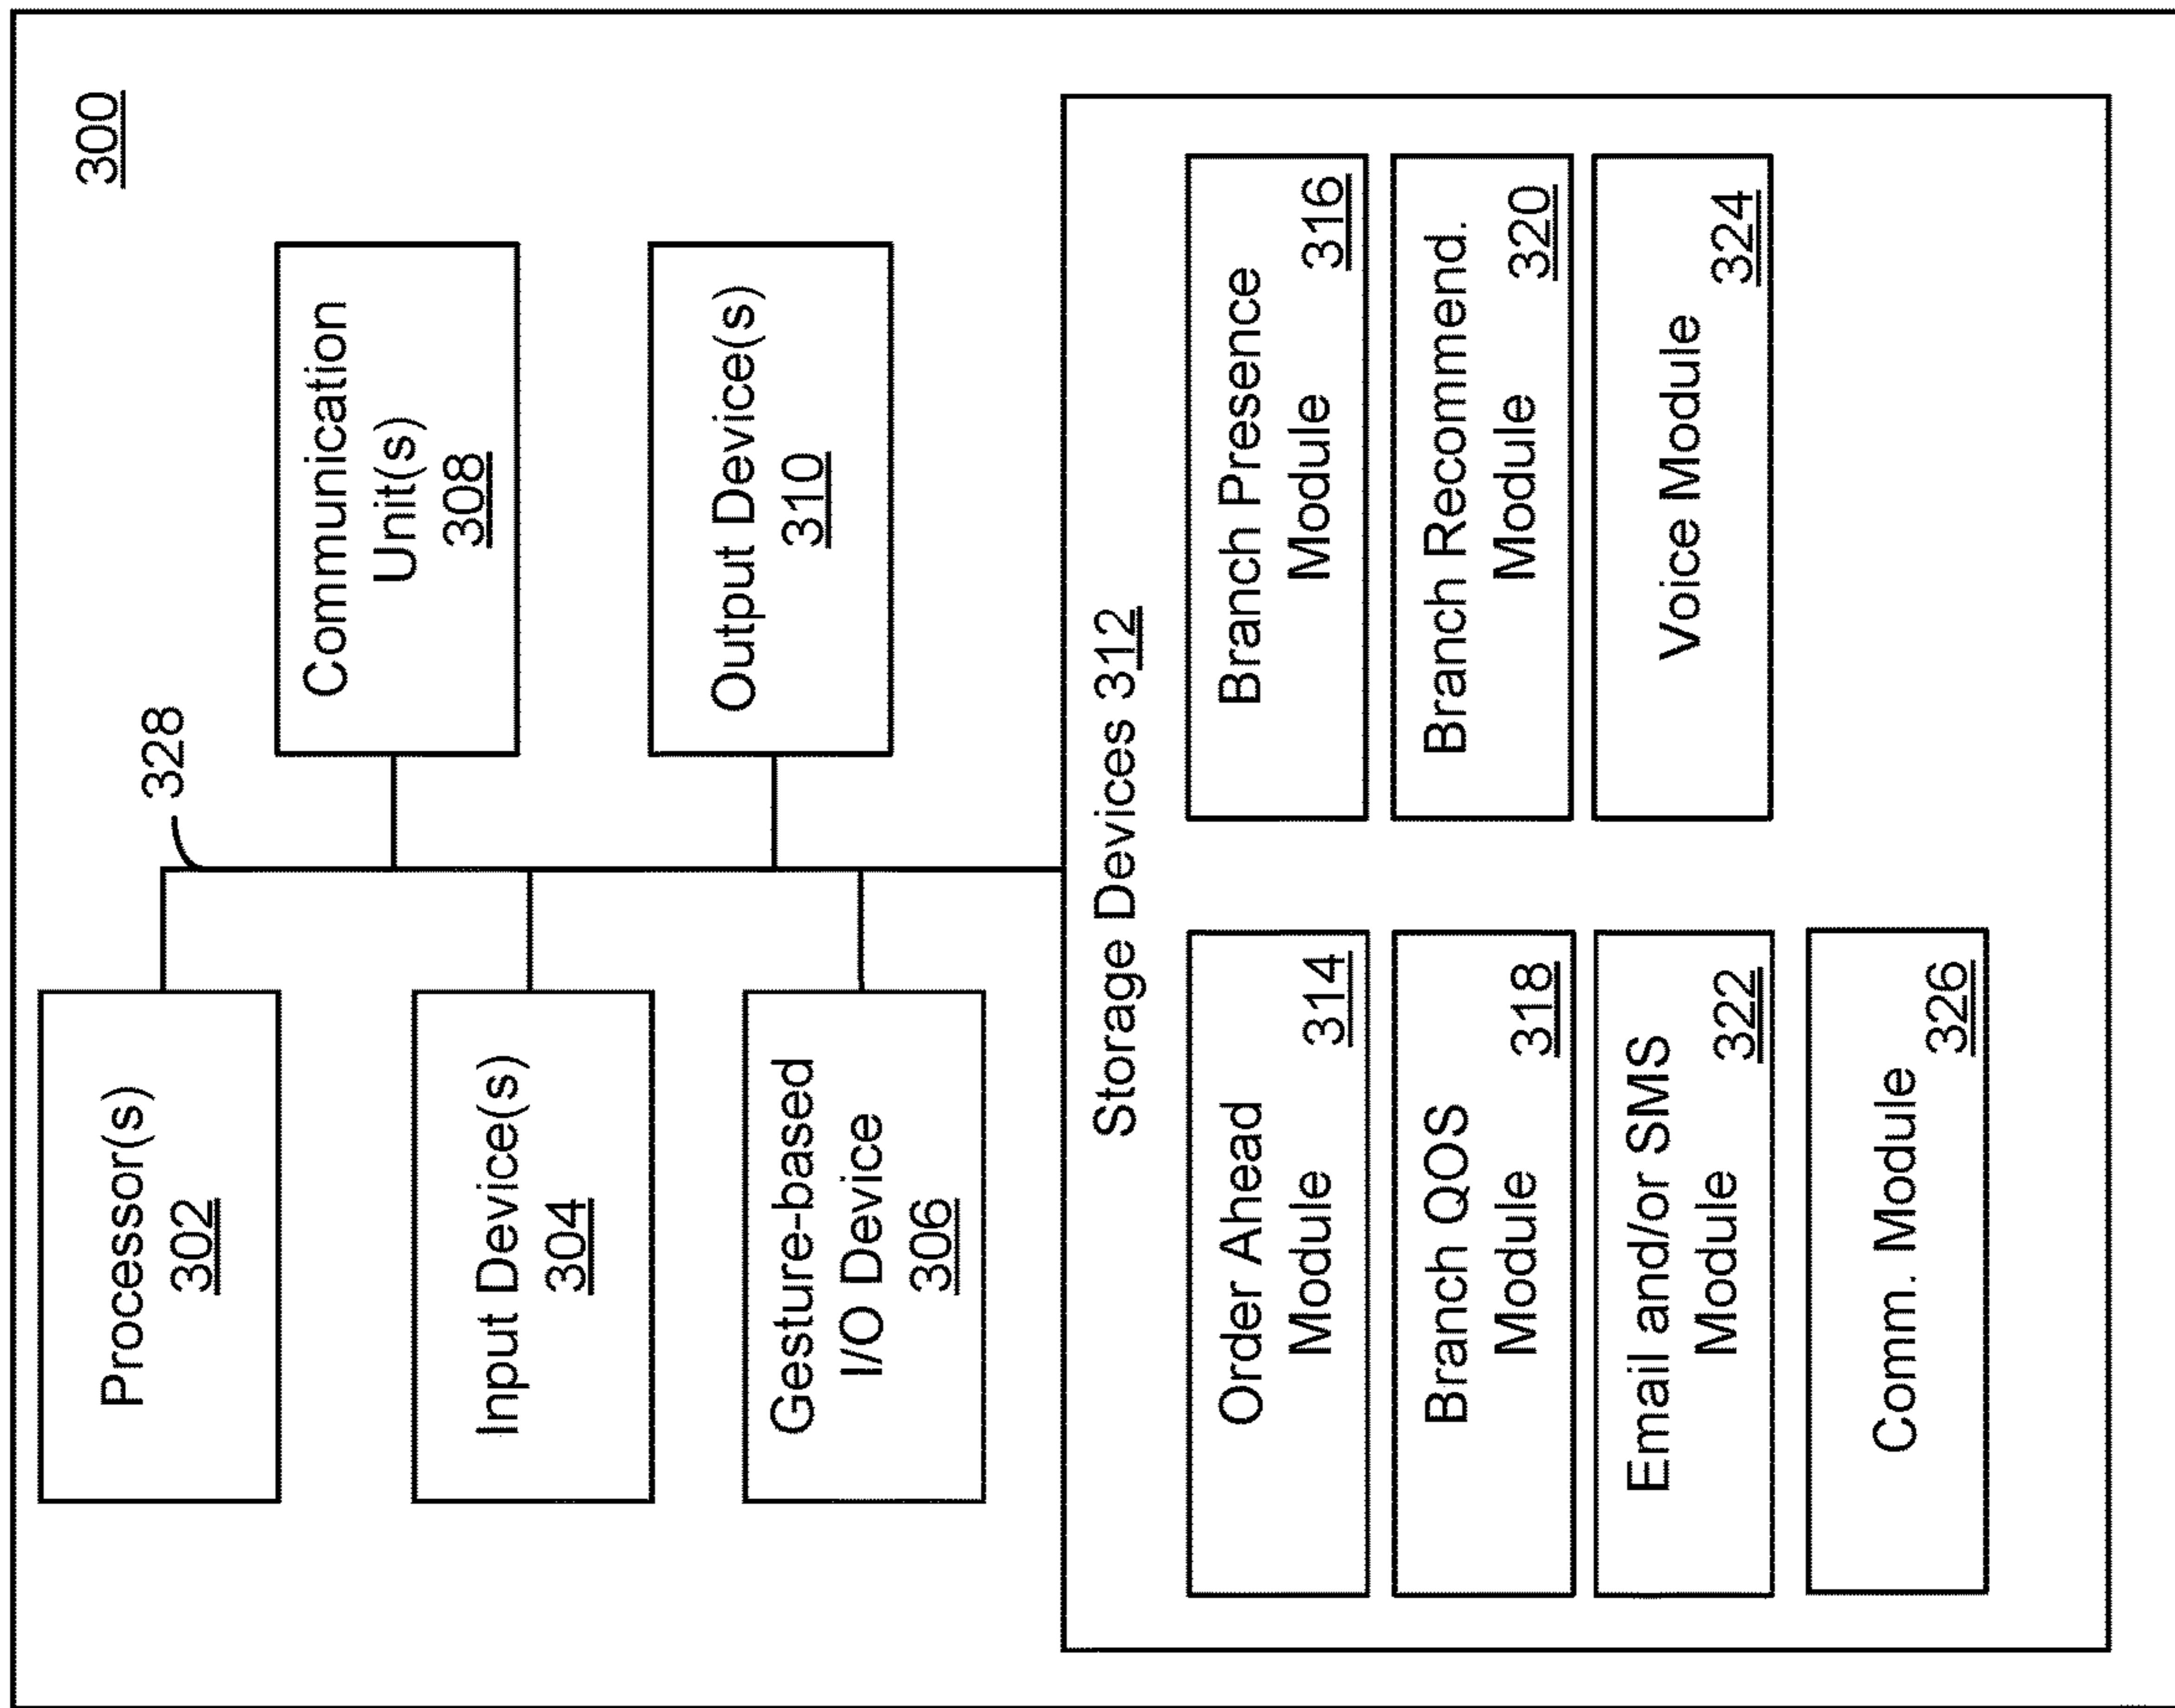 300
328
Processor(s)
302
Communication
Unit(s)
308
Input Device(s)
304
Output Device(s)
310
Gesture-based
I/O Device
306
Storage Devices 312
Order Ahead
Module
314
Branch Presence
Module
316
Branch QOS
Module
318
Branch Recommend.
Module
320
Email and/or SMS
Module
322
Voice Module
324
Comm. Module
326